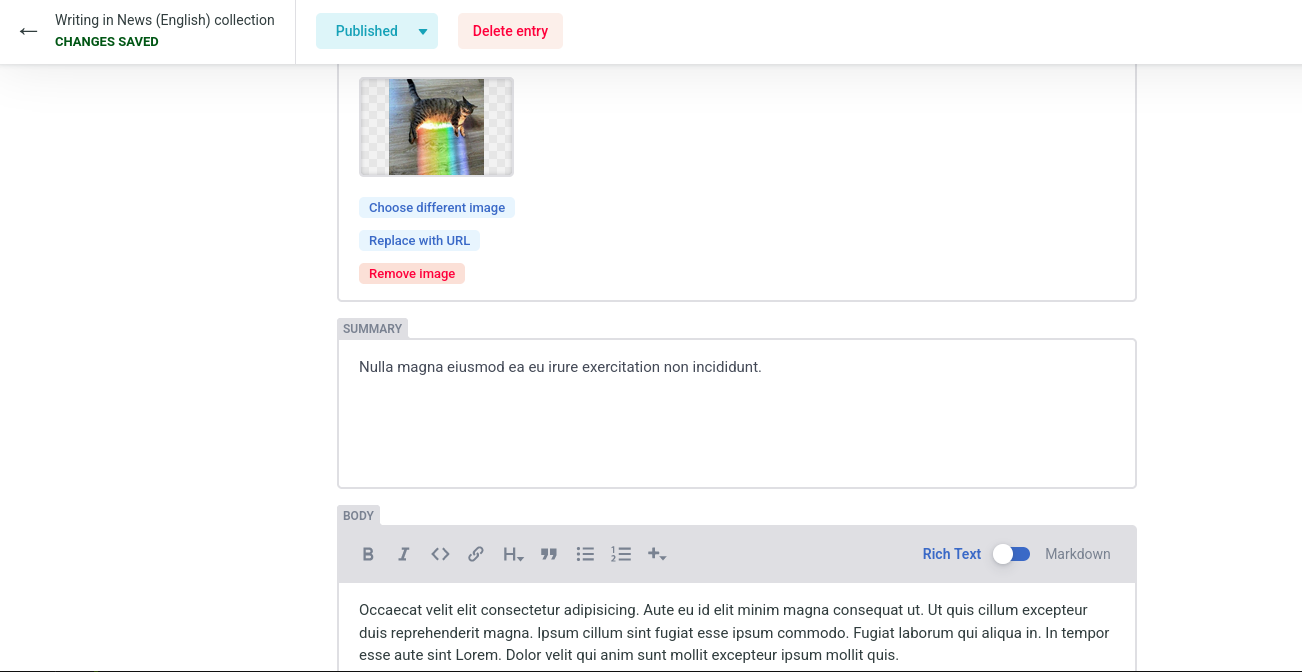 Writing in News (English) collection
CHANGES SAVED
Published
Delete entry
Choose different image
Replace with URL
Remove image
SUMMARY
Nulla magna eiusmod ea eu irure exercitation non incididunt.
BODY
Rich Text
Markdown
Occaecat velit elit consectetur adipisicing. Aute eu id elit minim magna consequat ut. Ut quis cillum excepteur
duis reprehenderit magna. Ipsum cillum sint fugiat esse ipsum commodo. Fugiat laborum qui aliqua in. In tempor
esse aute sint Lorem. Dolor velit qui anim sunt mollit excepteur ipsum mollit quis.